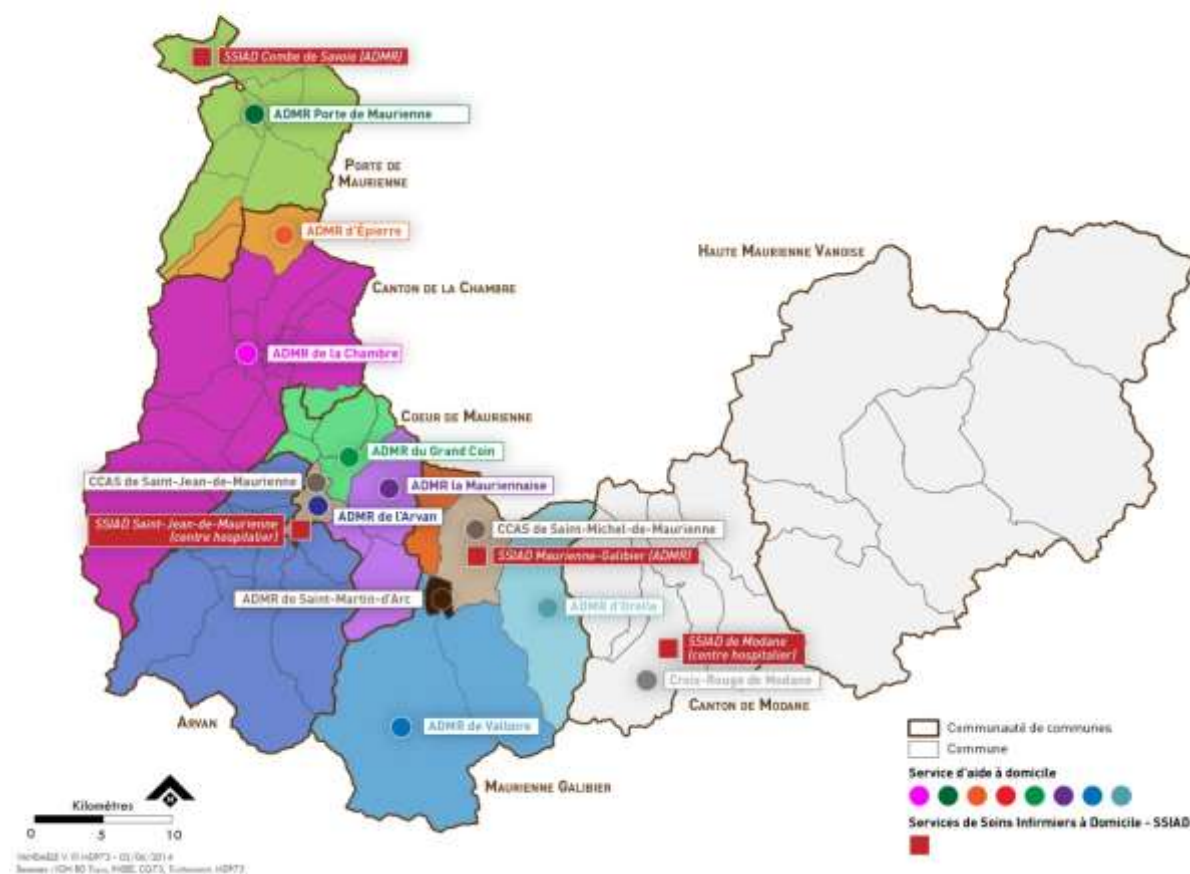 SSIAD Combe de Savoie (ADMR)
ADMR Porte de Maurienne
PORTE DE
MAURIENNE
ADMR d'Épierre
HAUTE MAURIENNE VANOISE
CANTON DE LA CHAMBRE
ADMR de la Chambre
COEUR DE MAURIENNE
ADMR du Grand Coin
CCAS de Saint-Jean-de-Maurienne
ADMR la Mauriennaise
ADMR de l'Arvan
SSIAD Saint-Jean-de-Maurienne
(centre hospitalier)
CCAS de Saint-Michel-de-Maurienne
SSIAD Maurienne-Galibier (ADMR)
ADMR de Saint-Martin-d'Arc
ADMR d'Orelle
SSIAD de Modane
(centre hospitalier)
Croix-Rouge de Modane
CANTON DE MODANE
ARVAN
ADMR de Valloire
MAURIENNE GALIBIER
Communauté de communes
Commune
Service d'aide à domicile
Services de Soins Infirmiers à Domicile - SSIAD
Kilomètres
0 5 10